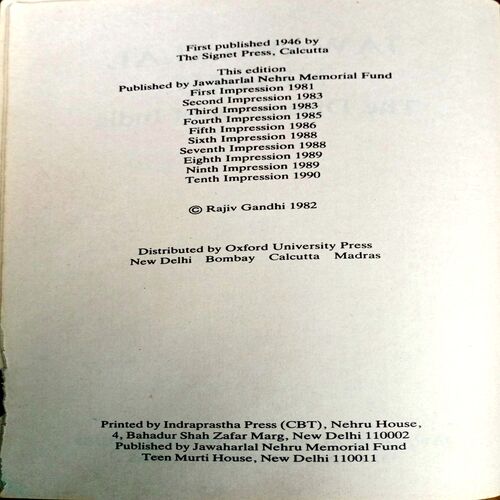 First published 1946 by
The Signet Press, Calcutta
This edition
Published by Jawaharlal Nehru Memorial Fund
First Impression 1981
Second Impression 1983
Third Impression 1983
Fourth Impression 1985
Fifth Impression 1986
Sixth Impression 1988
Seventh Impression 1988
Eighth Impression 1989
Ninth Impression 1989
Tenth Impression 1990
© Rajiv Gandhi 1982
Distributed by Oxford University Press
New Delhi Bombay Calcutta Madras
Printed by Indraprastha Press (CBT), Nehru House,
4, Bahadur Shah Zafar Marg, New Delhi 110002
Published by Jawaharlal Nehru Memorial Fund
Teen Murti House, New Delhi 110011